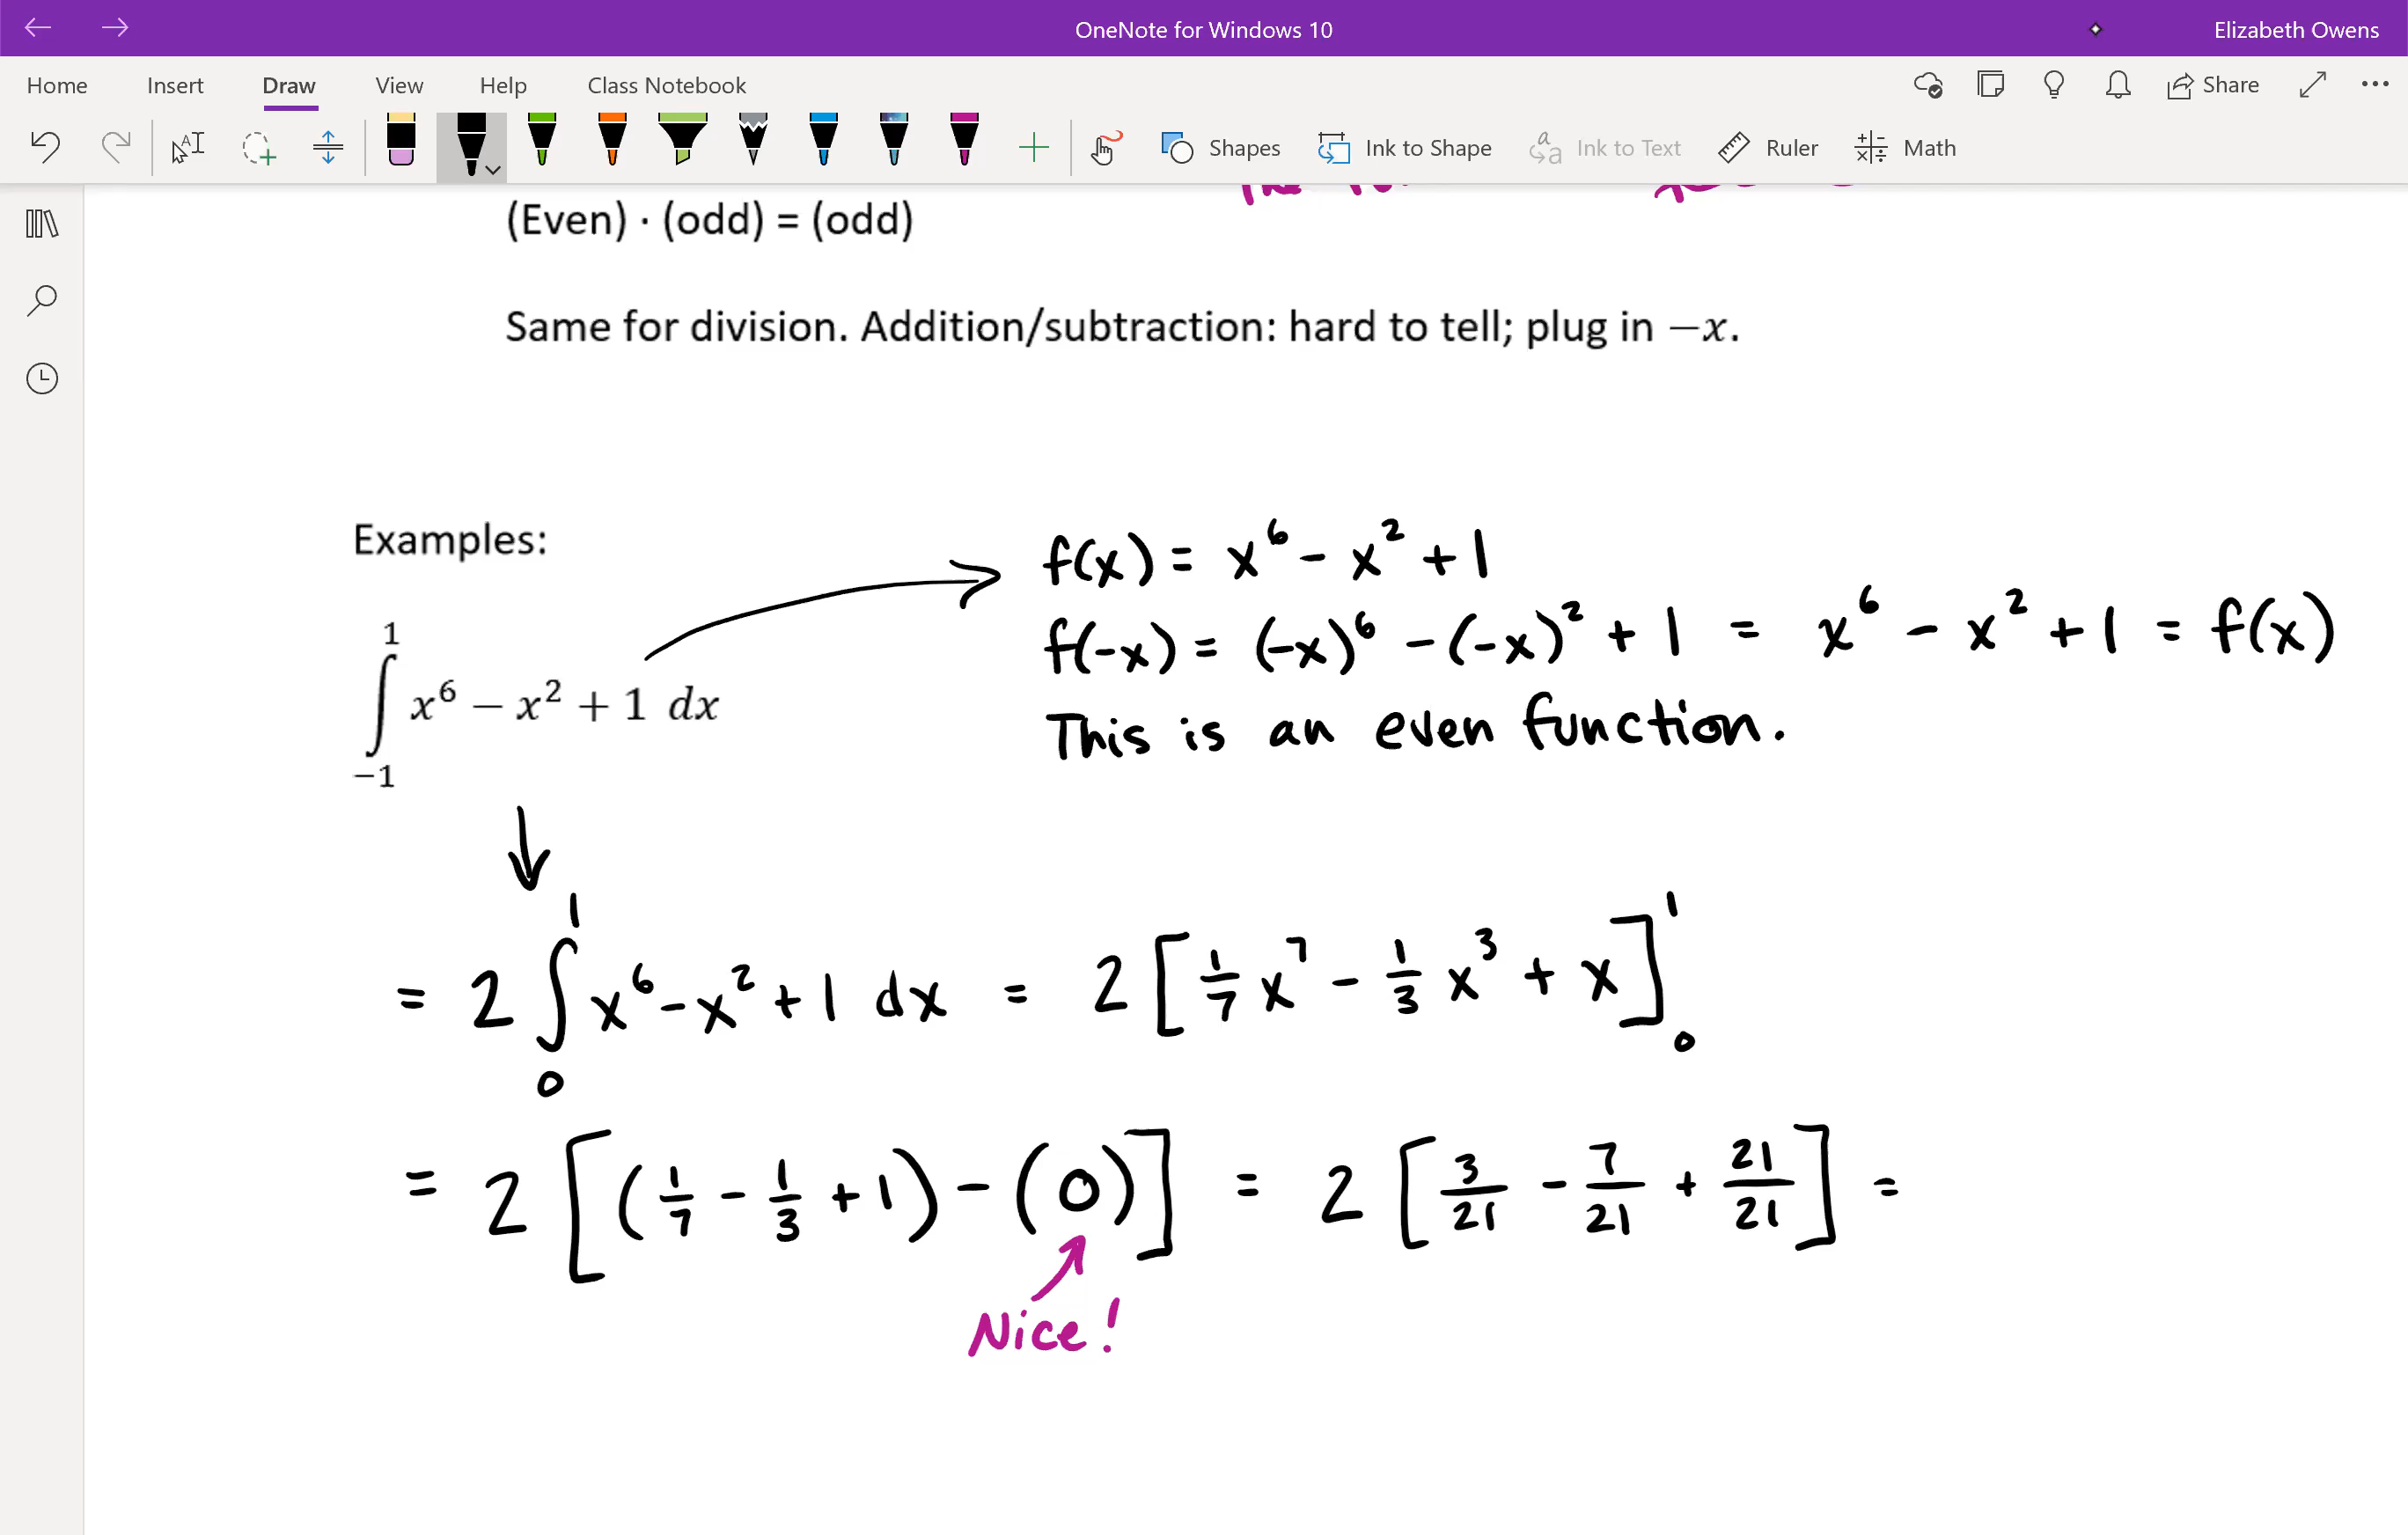 OneNote for Windows 10
Elizabeth Owens
Home Insert Draw View Help Class Notebook Share
Shapes Ink to Shape Ink to Text Ruler Math
(Even) · (odd) = (odd)
Same for division. Addition/subtraction: hard to tell; plug in −x.
Examples:
f(x) = x⁶ − x² + 1
f(-x) = (-x)⁶ − (-x)² + 1 = x⁶ − x² + 1 = f(x)
∫₋₁¹ x⁶ − x² + 1 dx
This is an even function.
= 2 ∫₀¹ x⁶ − x² + 1 dx = 2 [ 1/7 x⁷ − 1/3 x³ + x ]₀¹
= 2 [ ( 1/7 − 1/3 + 1 ) − ( 0 ) ] = 2 [ 3/21 − 7/21 + 21/21 ] =
Nice!